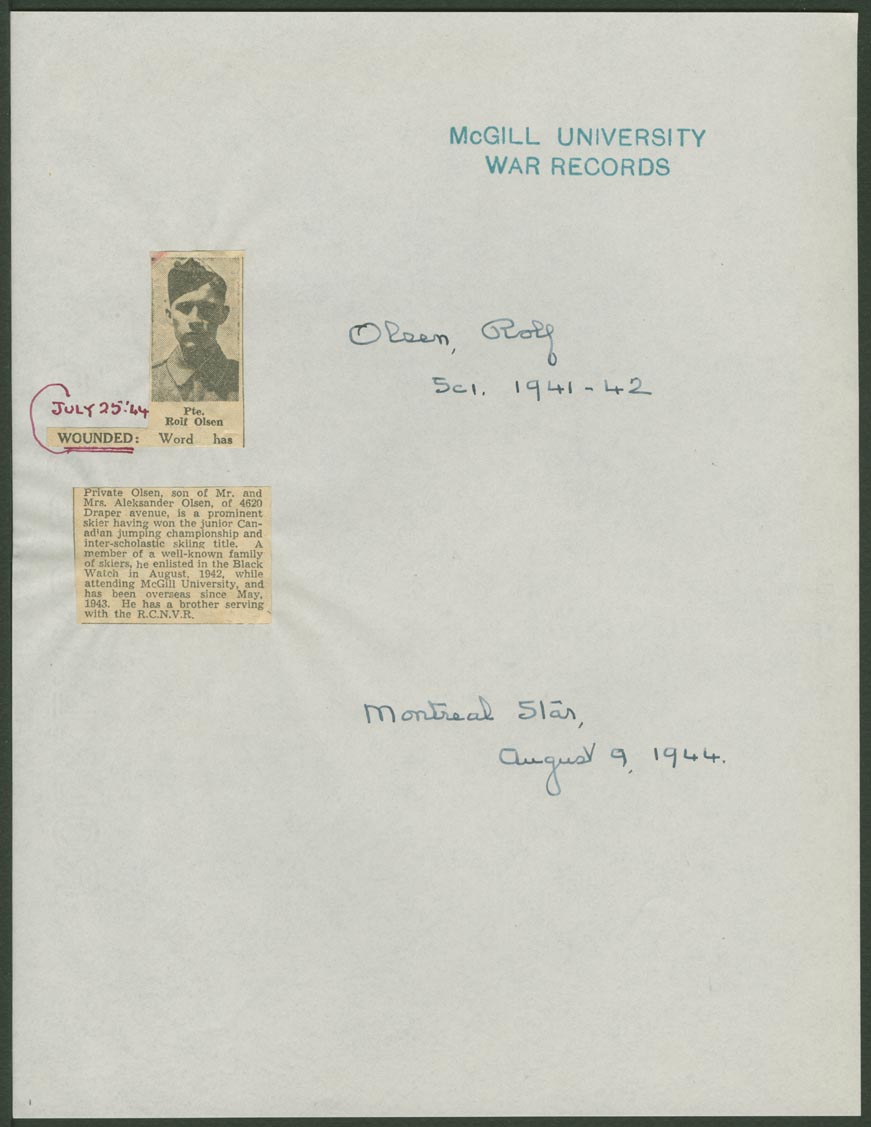 McGILL UNIVERSITY
WAR RECORDS
Olsen, Rolf
Sci. 1941-42
JULY 25:'44
Pte.
Rolf Olsen
WOUNDED: Word has
Private Olsen, son of Mr. and
Mrs. Aleksander Olsen, of 4620
Draper avenue, is a prominent
skier having won the junior Can-
adian jumping championship and
inter-scholastic skiing title. A
member of a well-known family
of skiers, he enlisted in the Black
Watch in August, 1942, while
attending McGill University, and
has been overseas since May,
1943. He has a brother serving
with the R.C.N.V.R.
Montreal Star,
August 9, 1944.